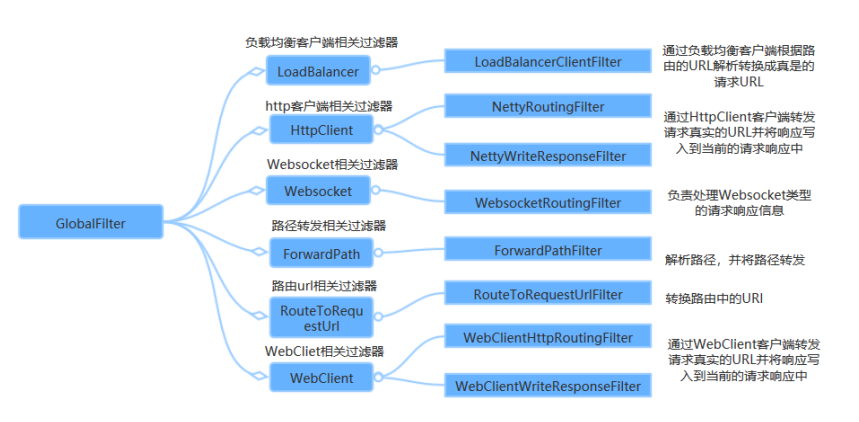 GlobalFilter
负载均衡客户端相关过滤器
LoadBalancer
LoadBalancerClientFilter
通过负载均衡客户端根据路
由的URL解析转换成真是的
请求URL
http客户端相关过滤器
HttpClient
NettyRoutingFilter
NettyWriteResponseFilter
通过HttpClient客户端转发
请求真实的URL并将响应写
入到当前的请求响应中
Websocket相关过滤器
Websocket
WebsocketRoutingFilter
负责处理Websocket类型
的请求响应信息
路径转发相关过滤器
ForwardPath
ForwardPathFilter
解析路径，并将路径转发
路由url相关过滤器
RouteToRequ
estUrl
RouteToRequestUrlFilter
转换路由中的URI
WebCliet相关过滤器
WebClient
WebClientHttpRoutingFilter
WebClientWriteResponseFilter
通过WebClient客户端转发
请求真实的URL并将响应写
入到当前的请求响应中